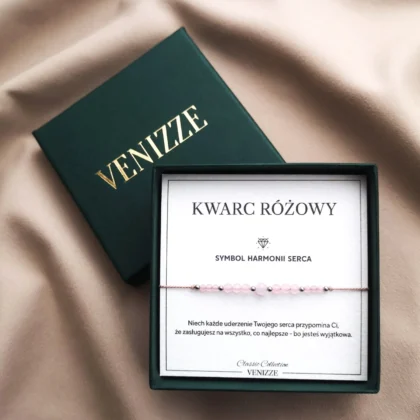 VENIZZE
KWARC RÓŻOWY
SYMBOL HARMONII SERCA
Niech każde uderzenie Twojego serca przypomina Ci,
że zasługujesz na wszystko, co najlepsze - bo jesteś wyjątkowa.
Classic Collection
VENIZZE